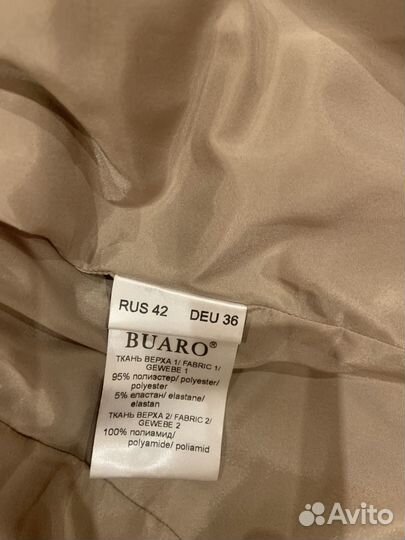 RUS 42 DEU 36
BUARO®
ТКАНЬ ВЕРХА 1/ FABRIC 1/
GEWEBE 1
95% полиэстер/ polyester/
polyester
5% еластан/ elastane/
elastan
ТКАНЬ ВЕРХА 2/ FABRIC 2/
GEWEBE 2
100% полиамид/
polyamide/ poliamid
Avito